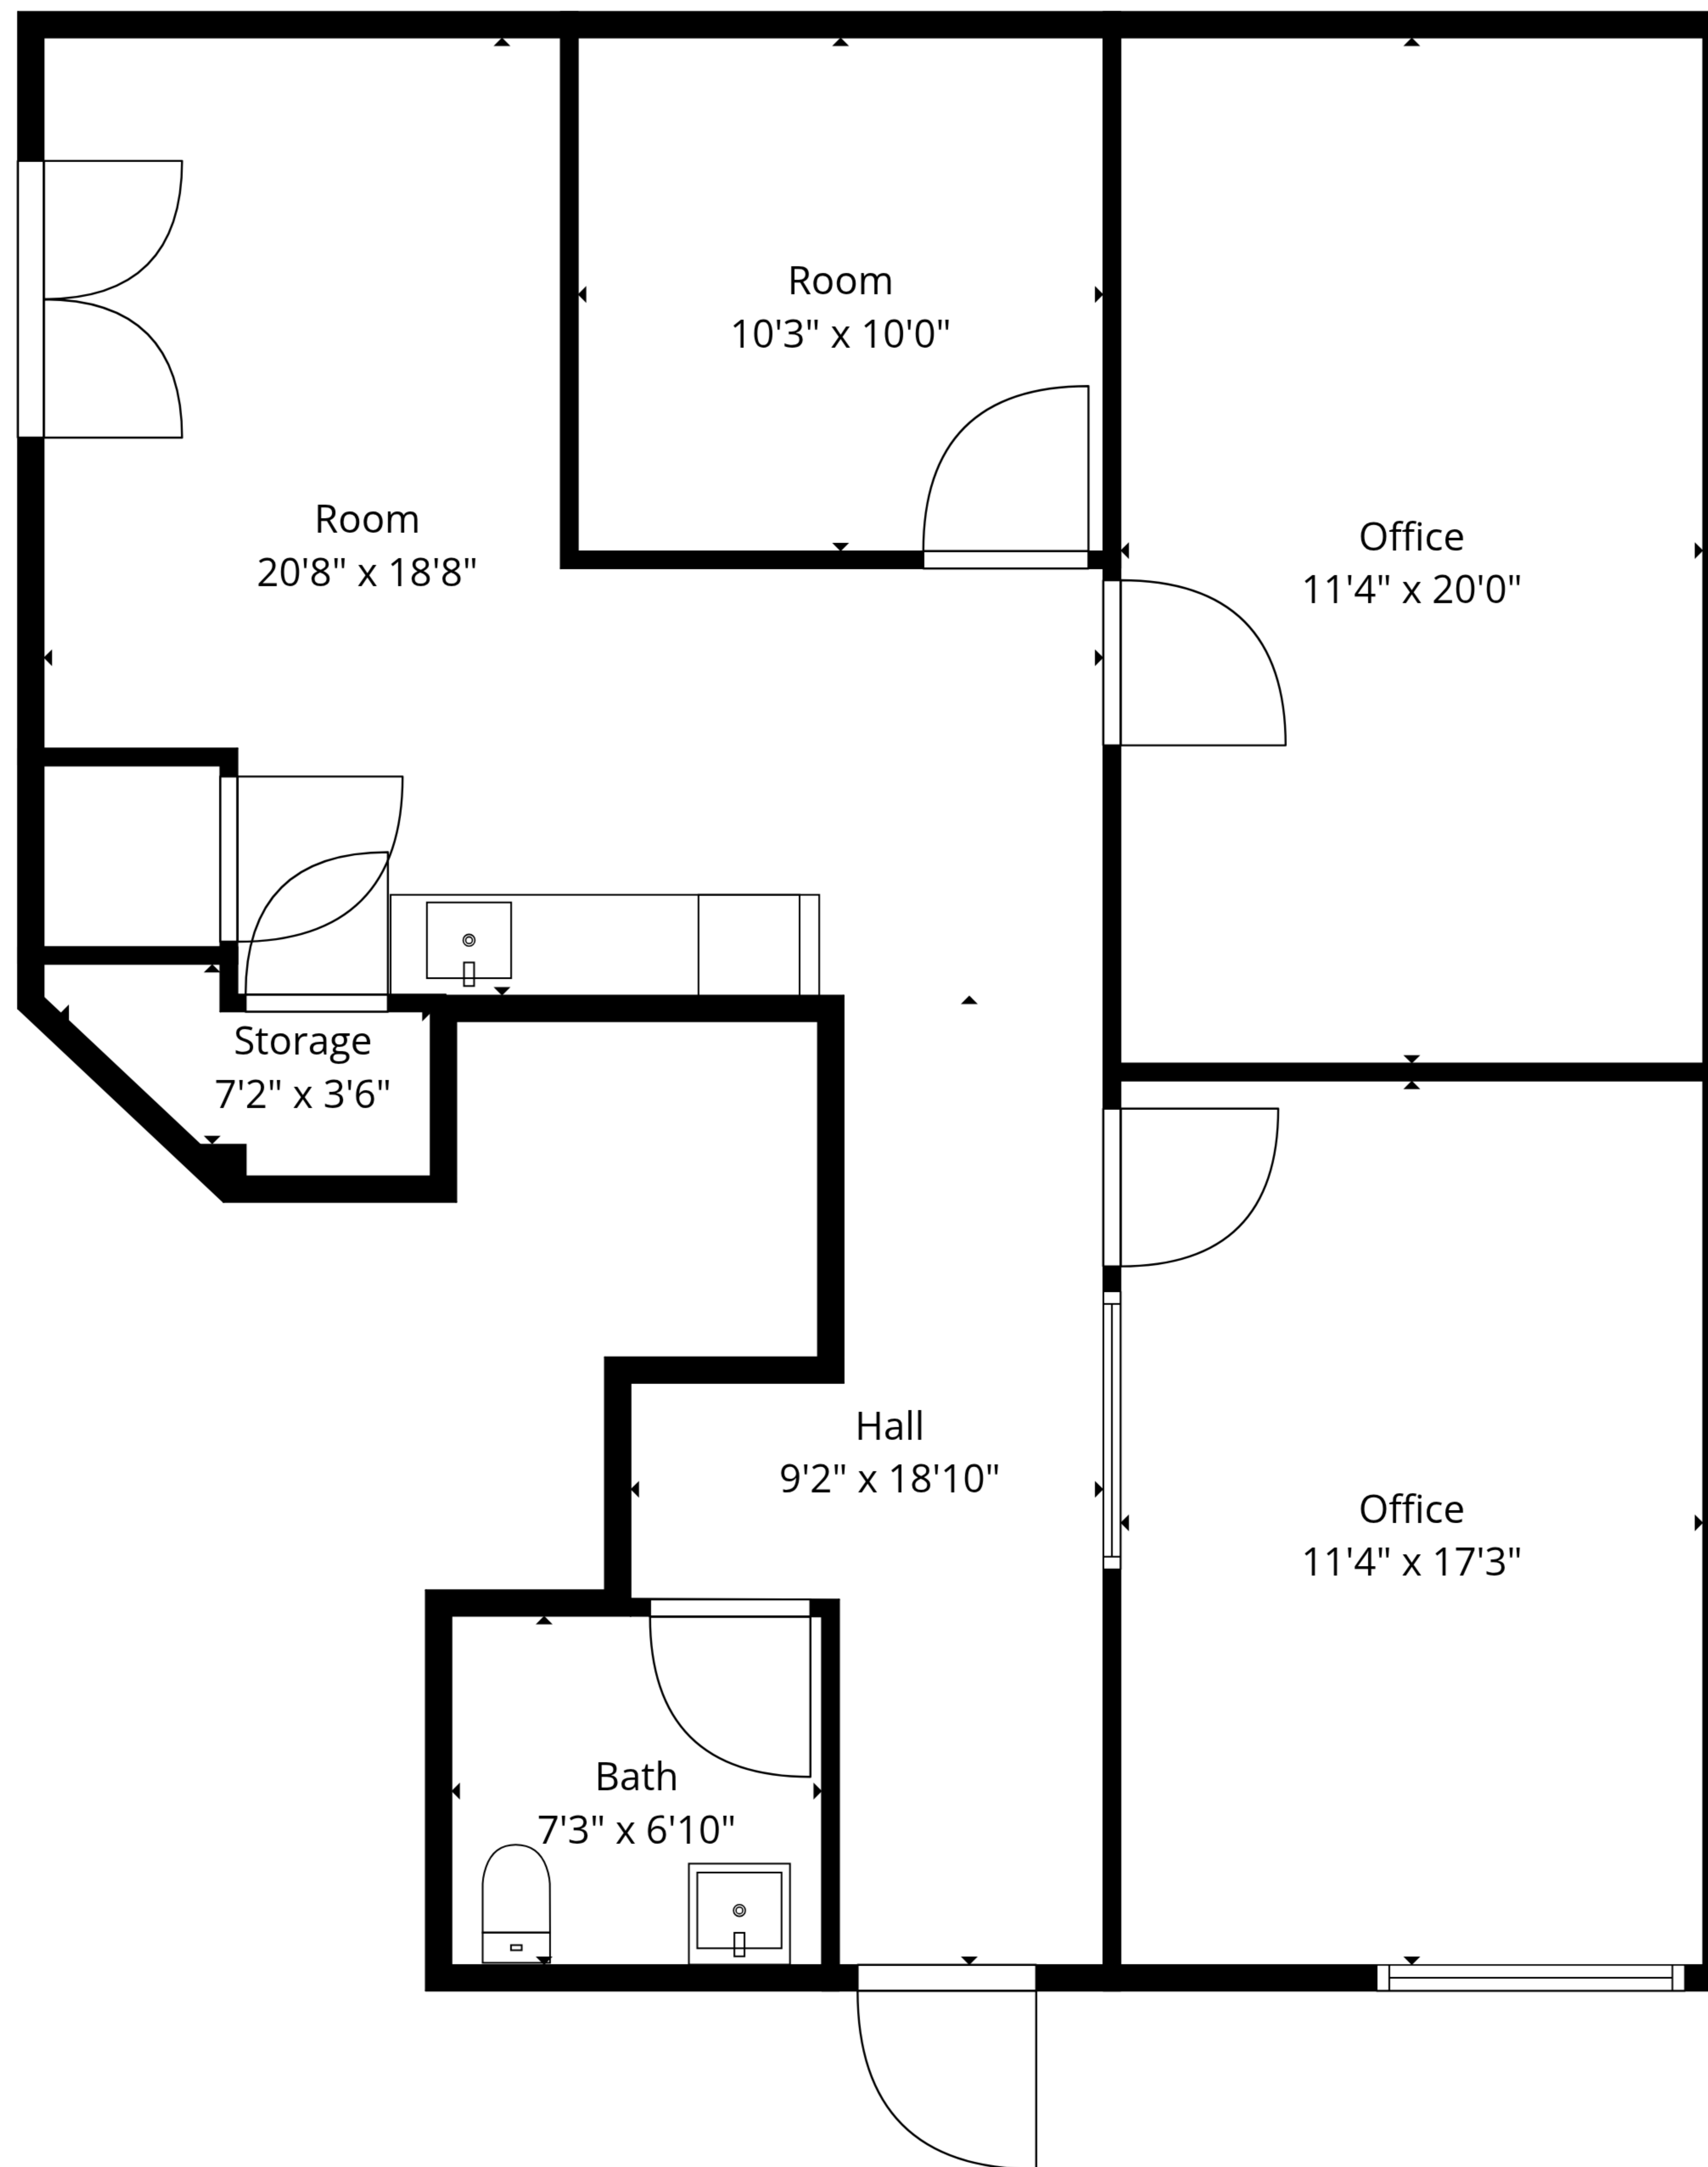 Room
10'3" x 10'0"
Room
20'8" x 18'8"
Office
11'4" x 20'0"
Storage
7'2" x 3'6"
Hall
9'2" x 18'10"
Office
11'4" x 17'3"
Bath
7'3" x 6'10"